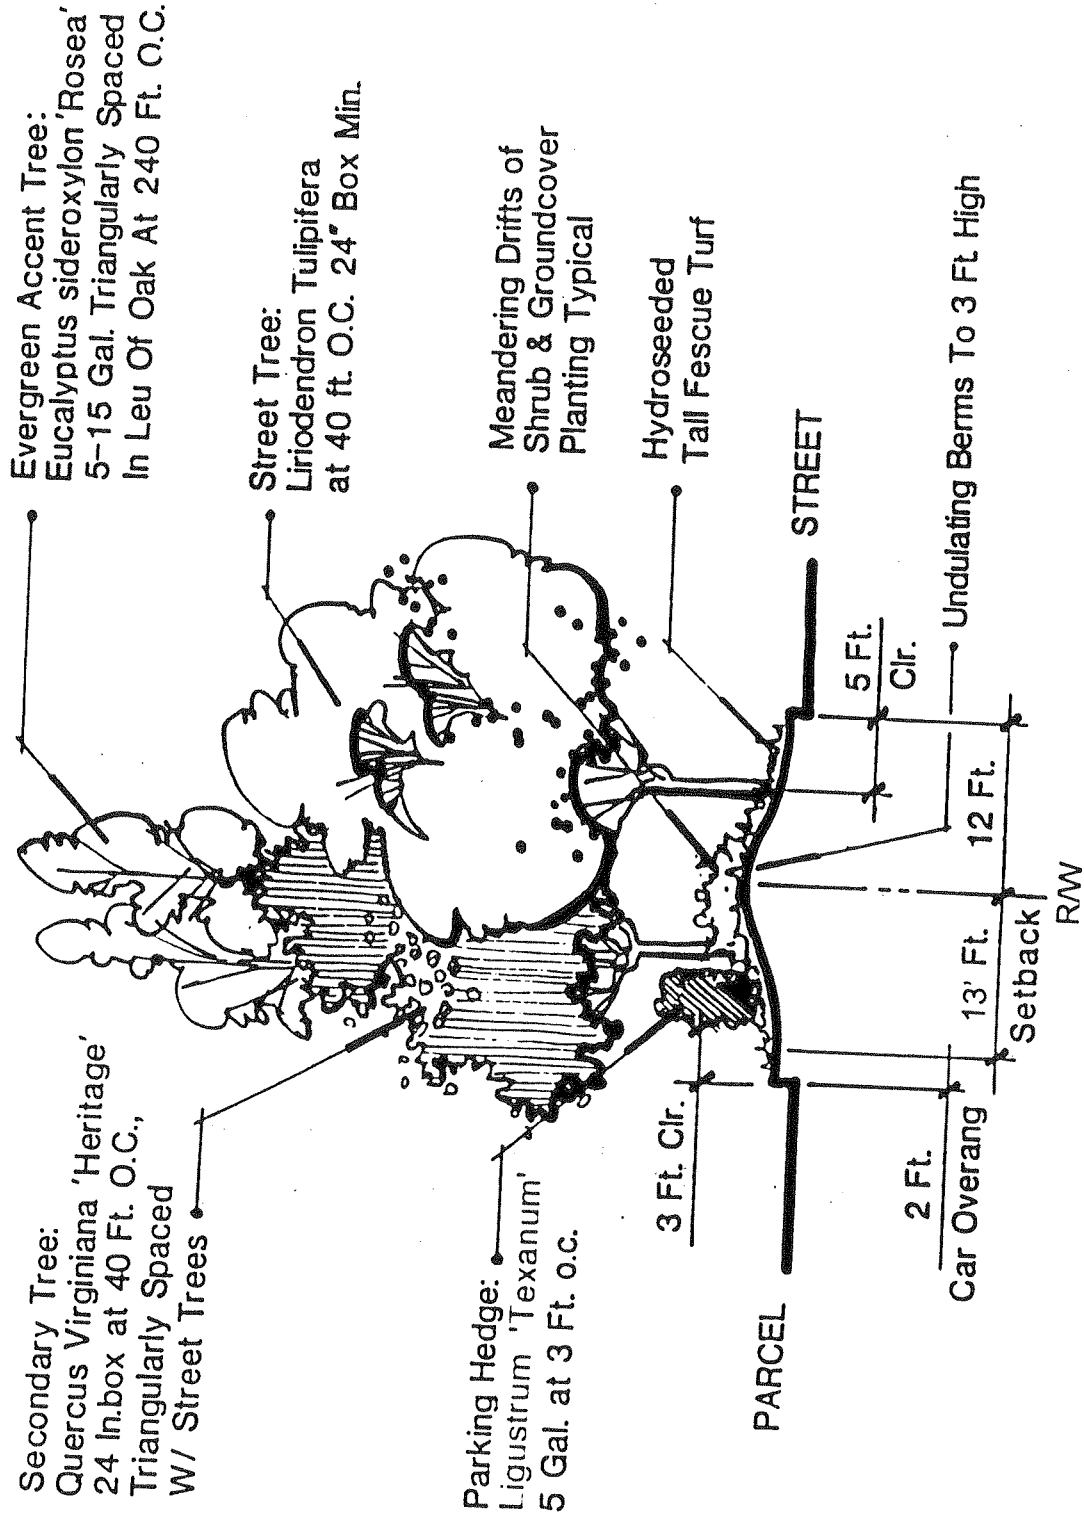 Secondary Tree:
Quercus Virginiana 'Heritage'
24 In.box at 40 Ft. O.C.,
Triangularly Spaced
W/ Street Trees
Evergreen Accent Tree:
Eucalyptus sideroxylon 'Rosea'
5-15 Gal. Triangularly Spaced
In Leu Of Oak At 240 Ft. O.C.
Street Tree:
Liriodendron Tulipifera
at 40 ft. O.C. 24" Box Min.
Parking Hedge:
Ligustrum 'Texanum'
5 Gal. at 3 Ft. o.c.
Meandering Drifts of
Shrub & Groundcover
Planting Typical
Hydroseeded
Tall Fescue Turf
3 Ft. Clr.
PARCEL
STREET
5 Ft.
Clr.
2 Ft.
Car Overang
Undulating Berms To 3 Ft. High
13' Ft.
Setback
12 Ft.
R/W